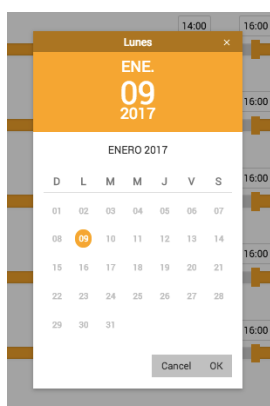 14:00 16:00
Lunes ×
ENE.
09
2017
16:00
ENERO 2017
D L M M J V S
16:00
01 02 03 04 05 06 07
08 09 10 11 12 13 14
16:00
15 16 17 18 19 20 21
22 23 24 25 26 27 28
29 30 31
16:00
Cancel OK